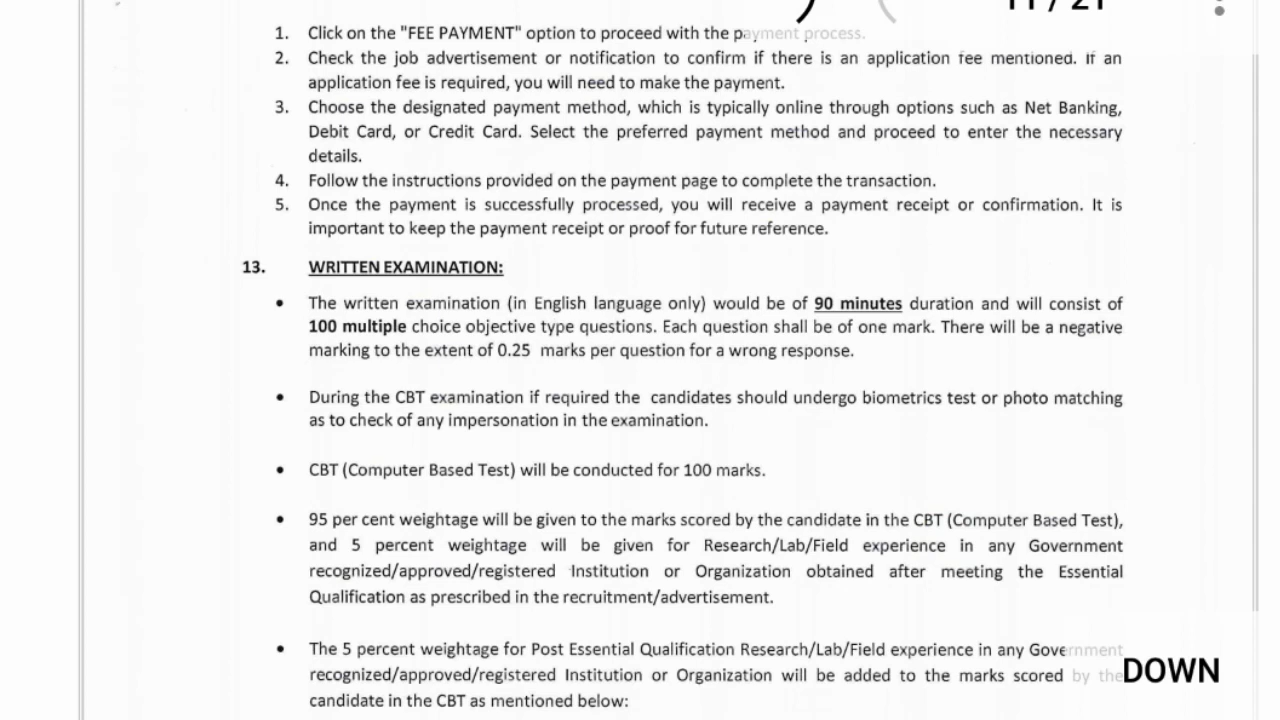 11 / 21
1. Click on the "FEE PAYMENT" option to proceed with the payment process.
2. Check the job advertisement or notification to confirm if there is an application fee mentioned. If an
application fee is required, you will need to make the payment.
3. Choose the designated payment method, which is typically online through options such as Net Banking,
Debit Card, or Credit Card. Select the preferred payment method and proceed to enter the necessary
details.
4. Follow the instructions provided on the payment page to complete the transaction.
5. Once the payment is successfully processed, you will receive a payment receipt or confirmation. It is
important to keep the payment receipt or proof for future reference.
13. WRITTEN EXAMINATION:
• The written examination (in English language only) would be of 90 minutes duration and will consist of
100 multiple choice objective type questions. Each question shall be of one mark. There will be a negative
marking to the extent of 0.25 marks per question for a wrong response.
• During the CBT examination if required the candidates should undergo biometrics test or photo matching
as to check of any impersonation in the examination.
• CBT (Computer Based Test) will be conducted for 100 marks.
• 95 per cent weightage will be given to the marks scored by the candidate in the CBT (Computer Based Test),
and 5 percent weightage will be given for Research/Lab/Field experience in any Government
recognized/approved/registered Institution or Organization obtained after meeting the Essential
Qualification as prescribed in the recruitment/advertisement.
• The 5 percent weightage for Post Essential Qualification Research/Lab/Field experience in any Government
recognized/approved/registered Institution or Organization will be added to the marks scored by the
DOWN
candidate in the CBT as mentioned below: